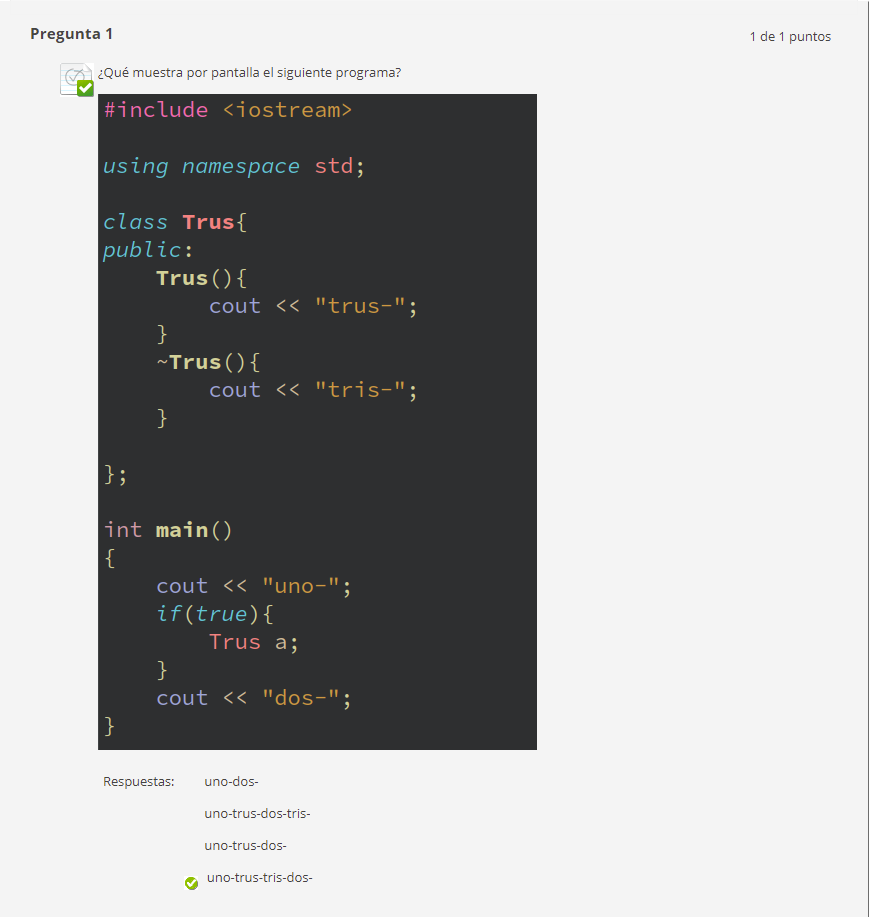 Pregunta 1
1 de 1 puntos
¿Qué muestra por pantalla el siguiente programa?
#include <iostream>
using namespace std;
class Trus{
public:
    Trus(){
        cout << "trus-";
    }
    ~Trus(){
        cout << "tris-";
    }
};
int main()
{
    cout << "uno-";
    if(true){
        Trus a;
    }
    cout << "dos-";
}
Respuestas: uno-dos-
uno-trus-dos-tris-
uno-trus-dos-
uno-trus-tris-dos-